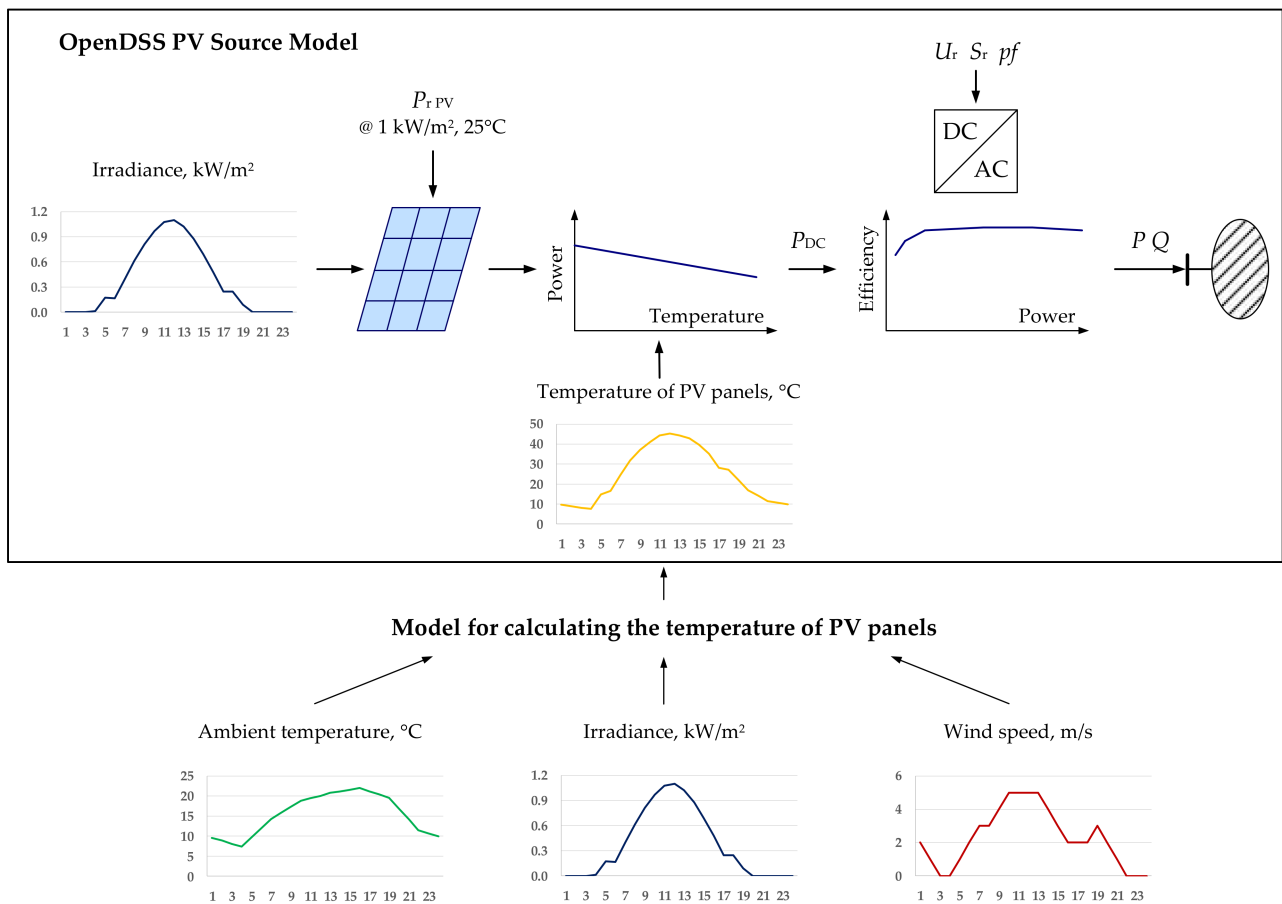 OpenDSS PV Source Model
Ur Sr pf
Pr PV
@ 1 kW/m², 25°C
DC
AC
Irradiance, kW/m²
1.2
0.9
0.6
0.3
0.0
1 3 5 7 9 11 13 15 17 19 21 23
Power
Temperature
PDC
Efficiency
Power
P Q
Temperature of PV panels, °C
50
40
30
20
10
0
1 3 5 7 9 11 13 15 17 19 21 23
Model for calculating the temperature of PV panels
Ambient temperature, °C
25
20
15
10
5
0
1 3 5 7 9 11 13 15 17 19 21 23
Irradiance, kW/m²
1.2
0.9
0.6
0.3
0.0
1 3 5 7 9 11 13 15 17 19 21 23
Wind speed, m/s
6
4
2
0
1 3 5 7 9 11 13 15 17 19 21 23